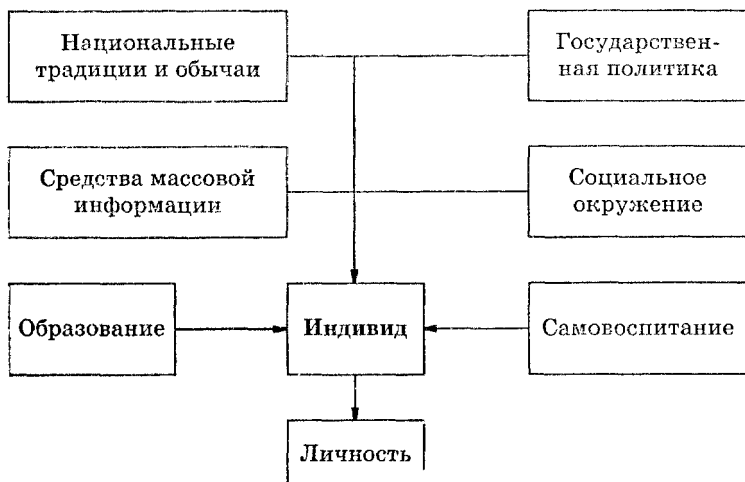 Национальные
традиции и обычаи
Государствен-
ная политика
Средства массовой
информации
Социальное
окружение
Образование
Индивид
Самовоспитание
Личность